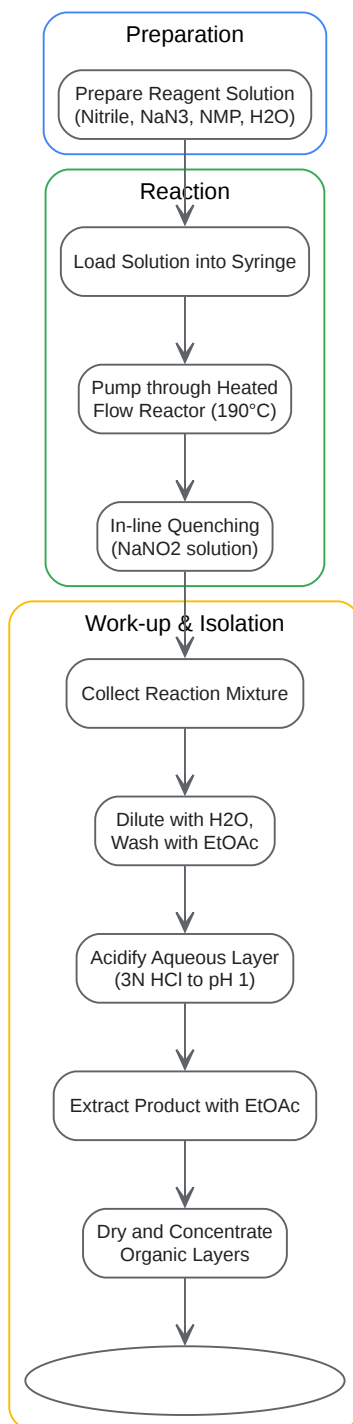 Preparation
Prepare Reagent Solution
(Nitrile, NaN3, NMP, H2O)
Reaction
Load Solution into Syringe
Pump through Heated
Flow Reactor (190°C)
In-line Quenching
(NaNO2 solution)
Work-up & Isolation
Collect Reaction Mixture
Dilute with H2O,
Wash with EtOAc
Acidify Aqueous Layer
(3N HCl to pH 1)
Extract Product with EtOAc
Dry and Concentrate
Organic Layers